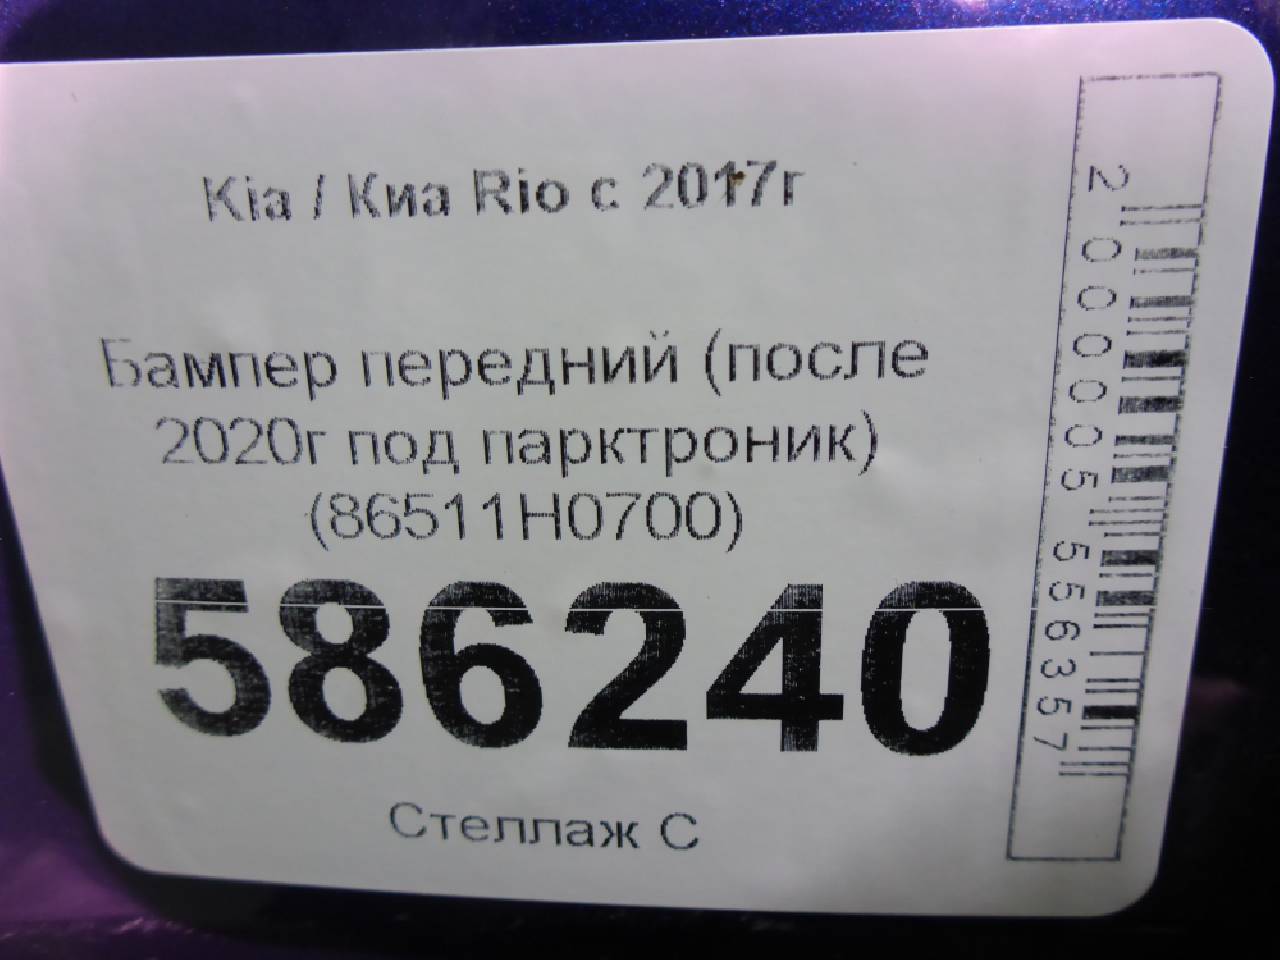 Kia / Киа Rio с 2017г
Бампер передний (после
2020г под парктроник)
(86511H0700)
586240
Стеллаж С
2000005556357